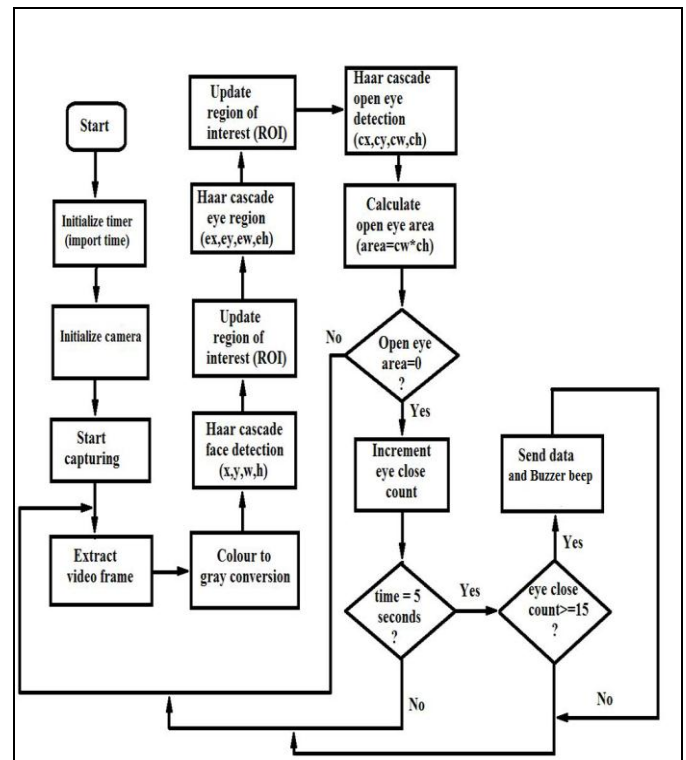 Start
Initialize timer
(import time)
Initialize camera
Start
capturing
Extract
video frame
Colour to
gray conversion
Haar cascade
face detection
(x,y,w,h)
Update
region of
interest (ROI)
Haar cascade
eye region
(ex,ey,ew,eh)
Update
region of
interest (ROI)
Haar cascade
open eye
detection
(cx,cy,cw,ch)
Calculate
open eye area
(area=cw*ch)
Open eye
area=0
?
No
Yes
Increment
eye close
count
time = 5
seconds
?
Yes
No
eye close
count>=15
?
Yes
No
Send data
and Buzzer beep